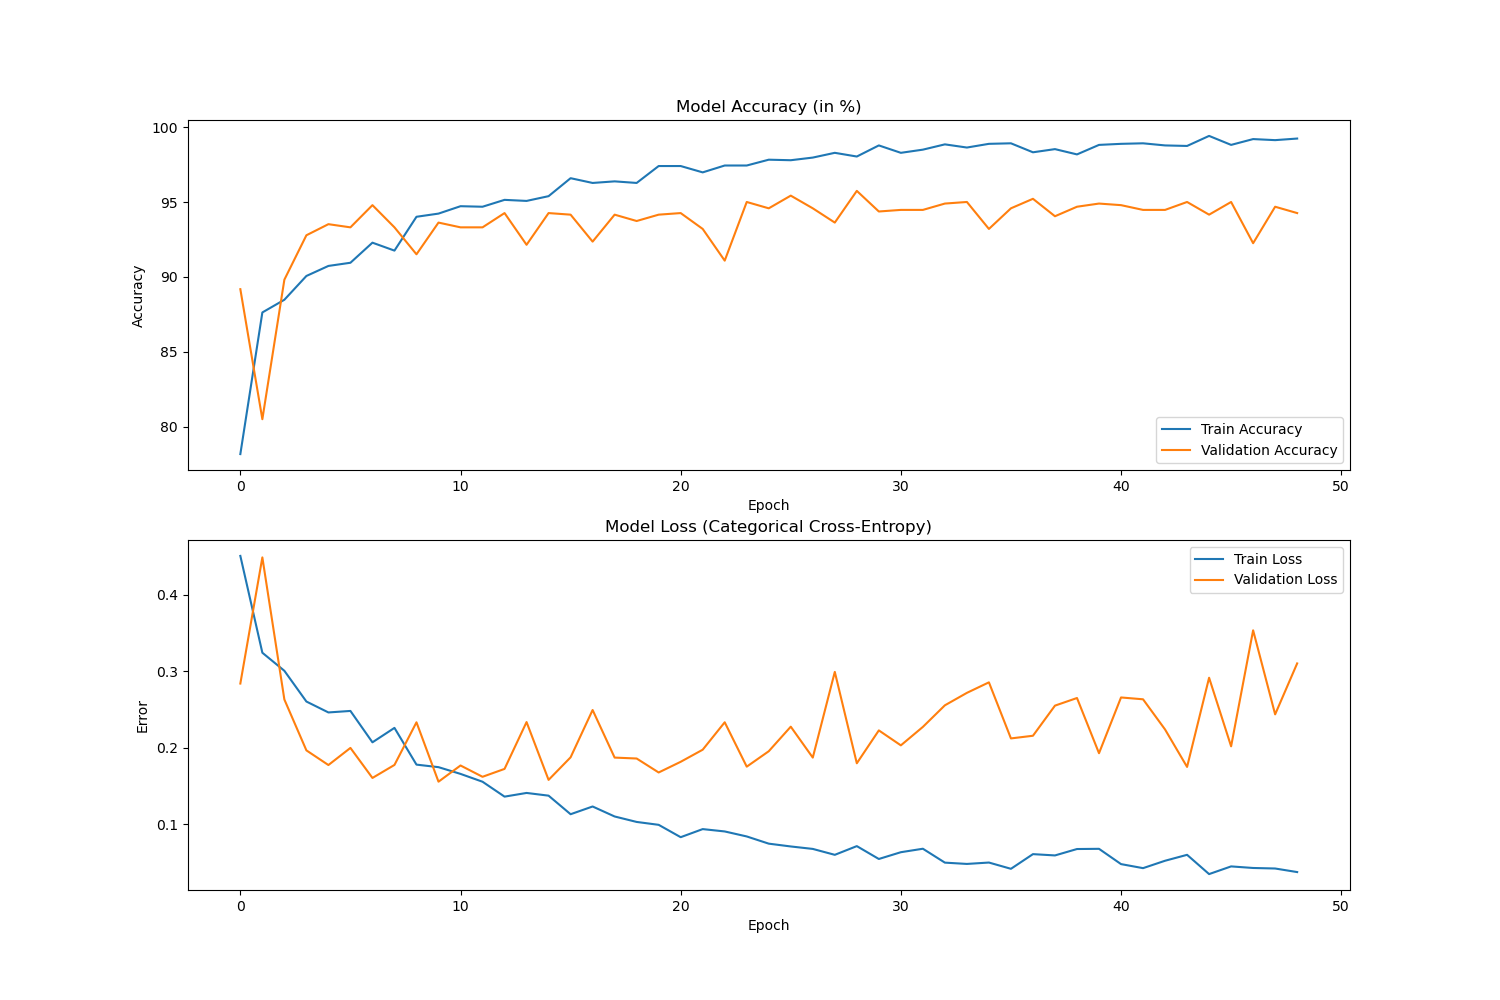 Model Accuracy (in %)
100
95
90
85
80
Accuracy
Train Accuracy
Validation Accuracy
0 10 20 30 40 50
Epoch
Model Loss (Categorical Cross-Entropy)
Train Loss
Validation Loss
0.4
0.3
0.2
0.1
Error
0 10 20 30 40 50
Epoch